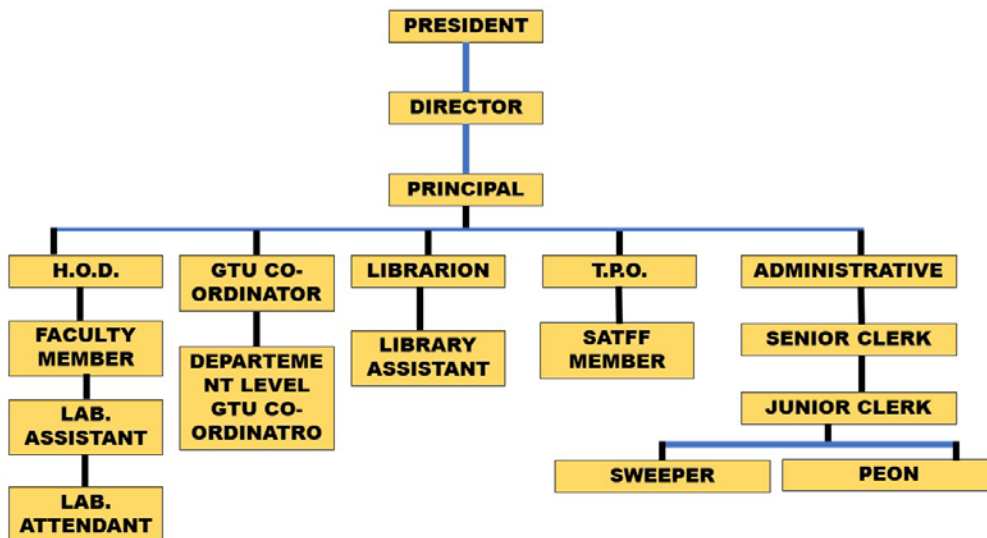 PRESIDENT
DIRECTOR
PRINCIPAL
H.O.D.
GTU CO-
ORDINATOR
LIBRARION
T.P.O.
ADMINISTRATIVE
FACULTY
MEMBER
DEPARTEME
NT LEVEL
GTU CO-
ORDINATRO
LIBRARY
ASSISTANT
SATFF
MEMBER
SENIOR CLERK
LAB.
ASSISTANT
JUNIOR CLERK
LAB.
ATTENDANT
SWEEPER
PEON